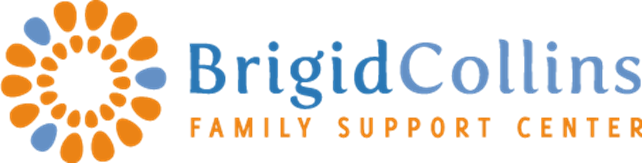 BrigidCollins
FAMILY SUPPORT CENTER